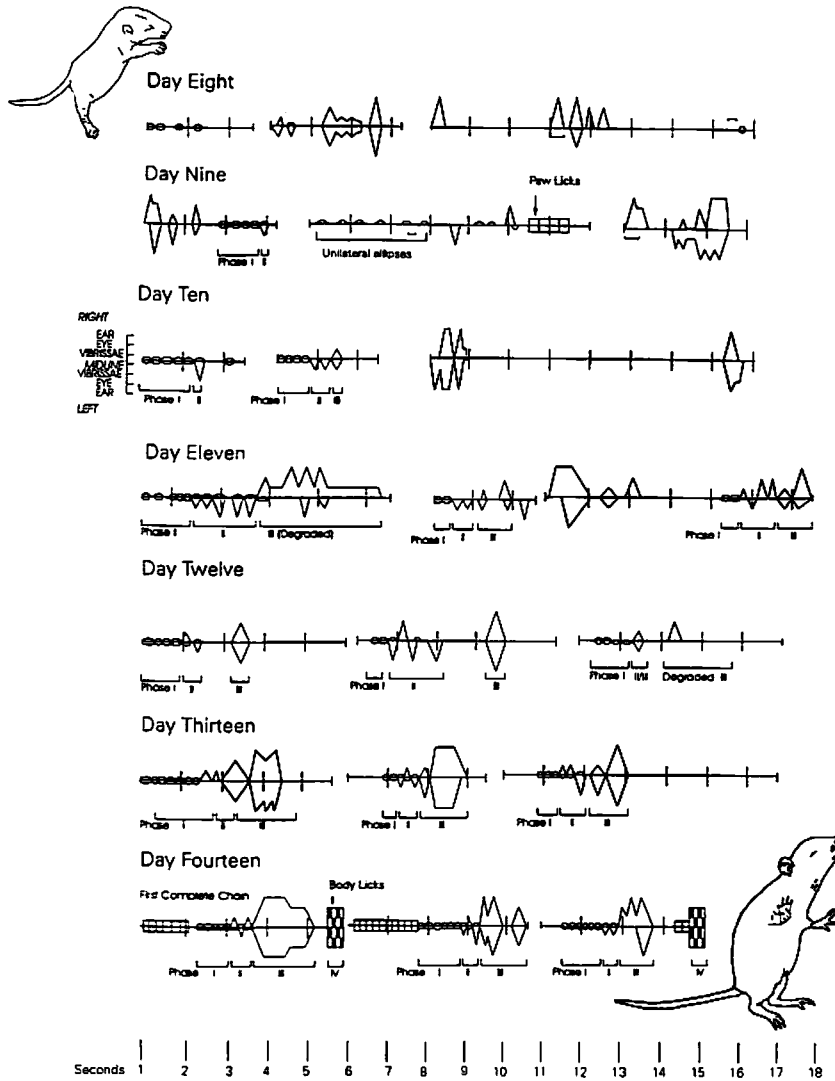 Day Eight
Day Nine
Paw Licks
Phase I II
Unilateral ellipses
Day Ten
RIGHT
EAR
EYE
VIBRISSAE
MIDLINE
VIBRISSAE
EYE
EAR
LEFT
Phase I II
Phase I II III
Day Eleven
Phase I II III (Degraded)
Phase I II III
Phase I II III
Day Twelve
Phase I II III
Phase I II III
Phase I II/III Degraded III
Day Thirteen
Phase I II III
Phase I II III
Phase I II III
Day Fourteen
First Complete Chain
Body Licks
Phase I II III IV
Phase I II III
Phase I II III IV
Seconds 1 2 3 4 5 6 7 8 9 10 11 12 13 14 15 16 17 18